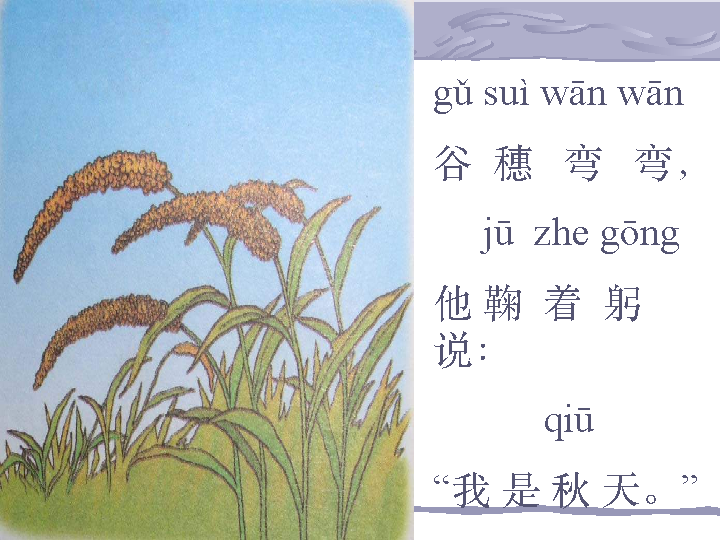 gǔ suì wān wān
谷 穗 弯 弯，
jū zhe gōng
他 鞠 着 躬
说：
qiū
“我 是 秋 天。”